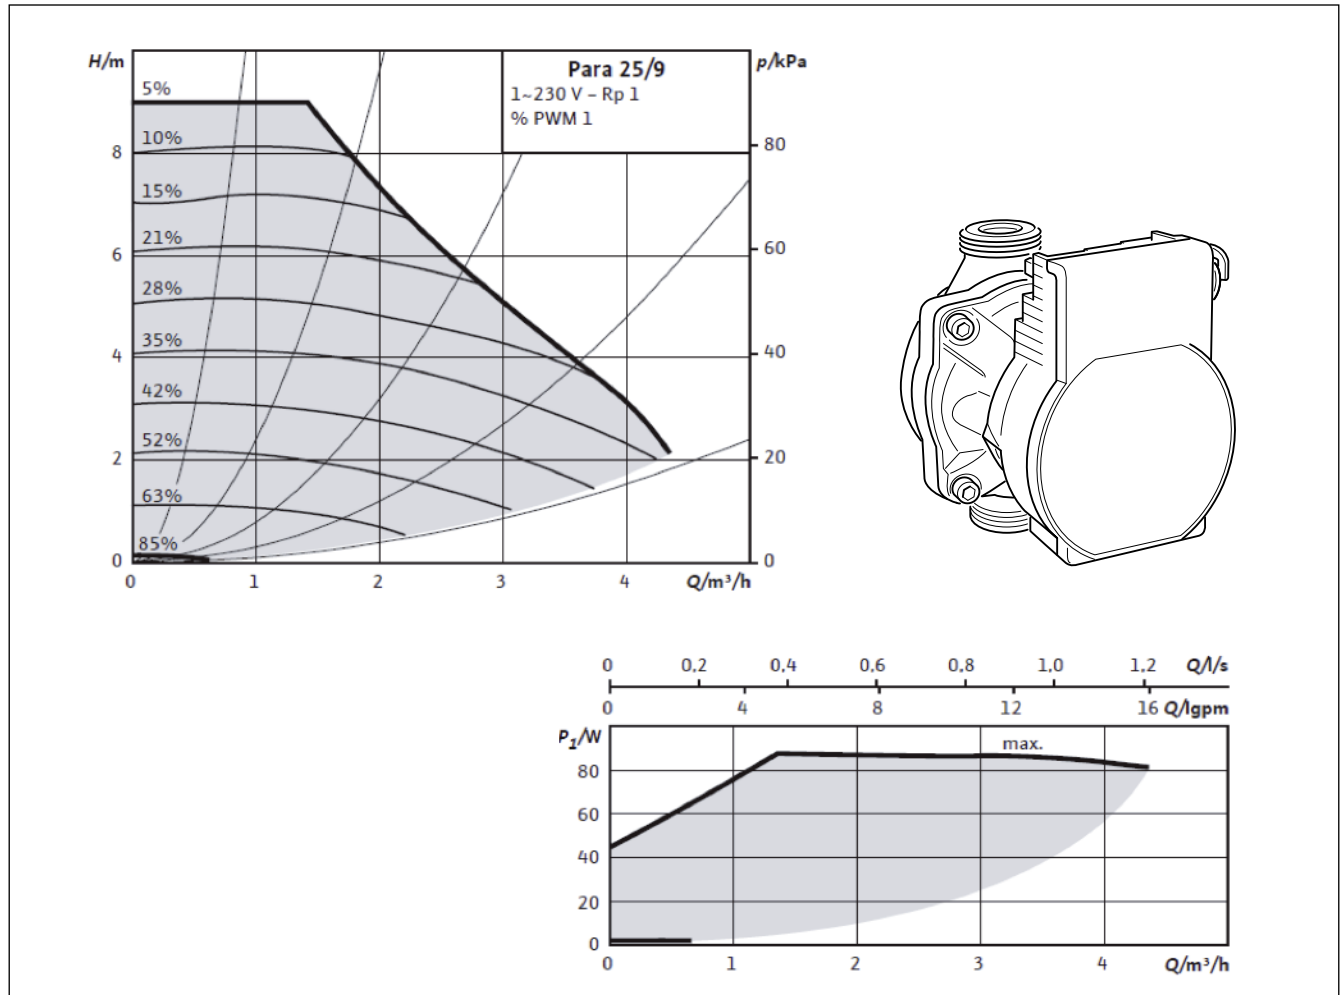 H/m
p/kPa
Para 25/9
1~230 V – Rp 1
% PWM 1
5%
10%
15%
21%
28%
35%
42%
52%
63%
85%
8
6
4
2
0
80
60
40
20
0
0 1 2 3 4 Q/m³/h
0 0,2 0,4 0,6 0,8 1,0 1,2 Q/l/s
0 4 8 12 16 Q/Igpm
P1/W
max.
80
60
40
20
0
0 1 2 3 4 Q/m³/h